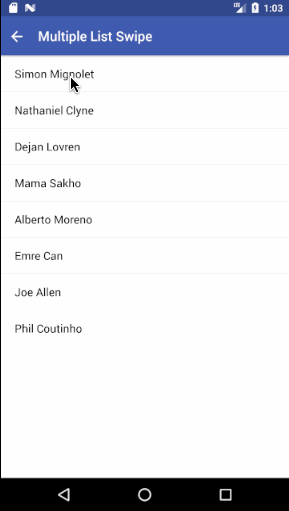 1:03
Multiple List Swipe
Simon Mignolet
Nathaniel Clyne
Dejan Lovren
Mama Sakho
Alberto Moreno
Emre Can
Joe Allen
Phil Coutinho